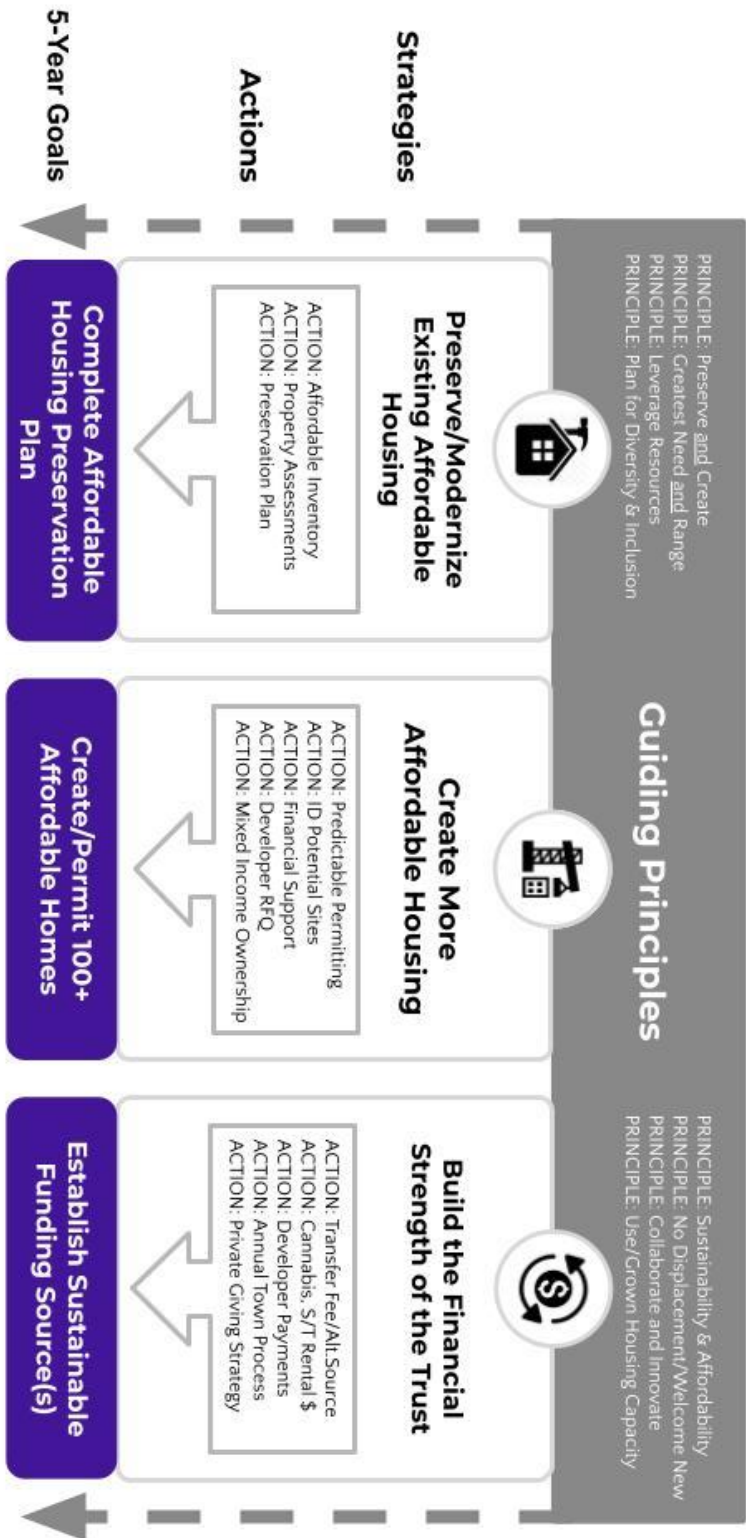 Guiding Principles
PRINCIPLE: Preserve and Create
PRINCIPLE: Greatest Need and Range
PRINCIPLE: Leverage Resources
PRINCIPLE: Plan for Diversity & Inclusion
PRINCIPLE: Sustainability & Affordability
PRINCIPLE: No Displacement/Welcome New
PRINCIPLE: Collaborate and Innovate
PRINCIPLE: Use/Grown Housing Capacity
Strategies
Preserve/Modernize
Existing Affordable
Housing
Create More
Affordable Housing
Build the Financial
Strength of the Trust
Actions
ACTION: Affordable Inventory
ACTION: Property Assessments
ACTION: Preservation Plan
ACTION: Predictable Permitting
ACTION: ID Potential Sites
ACTION: Financial Support
ACTION: Developer RFQ
ACTION: Mixed Income Ownership
ACTION: Transfer Fee/Alt.Source
ACTION: Cannabis, S/T Rental $
ACTION: Developer Payments
ACTION: Annual Town Process
ACTION: Private Giving Strategy
5-Year Goals
Complete Affordable
Housing Preservation
Plan
Create/Permit 100+
Affordable Homes
Establish Sustainable
Funding Source(s)